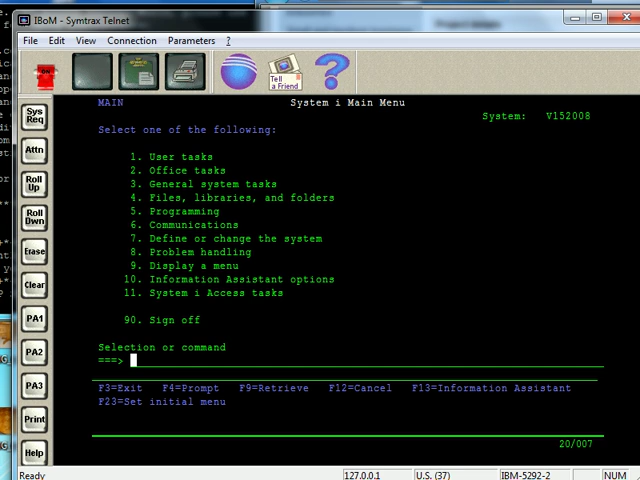 IBoM - Symtrax Telnet
File Edit View Connection Parameters ?
ON
Tell
a Friend
Sys
Req
Attn
Roll
Up
Roll
Dwn
Erase
Clear
PA1
PA2
PA3
Print
Help
MAIN System i Main Menu
System: V152008
Select one of the following:
1. User tasks
2. Office tasks
3. General system tasks
4. Files, libraries, and folders
5. Programming
6. Communications
7. Define or change the system
8. Problem handling
9. Display a menu
10. Information Assistant options
11. System i Access tasks
90. Sign off
Selection or command
===>
F3=Exit F4=Prompt F9=Retrieve F12=Cancel F13=Information Assistant
F23=Set initial menu
20/007
Ready 127.0.0.1 U.S. (37) IBM-5292-2 NUM